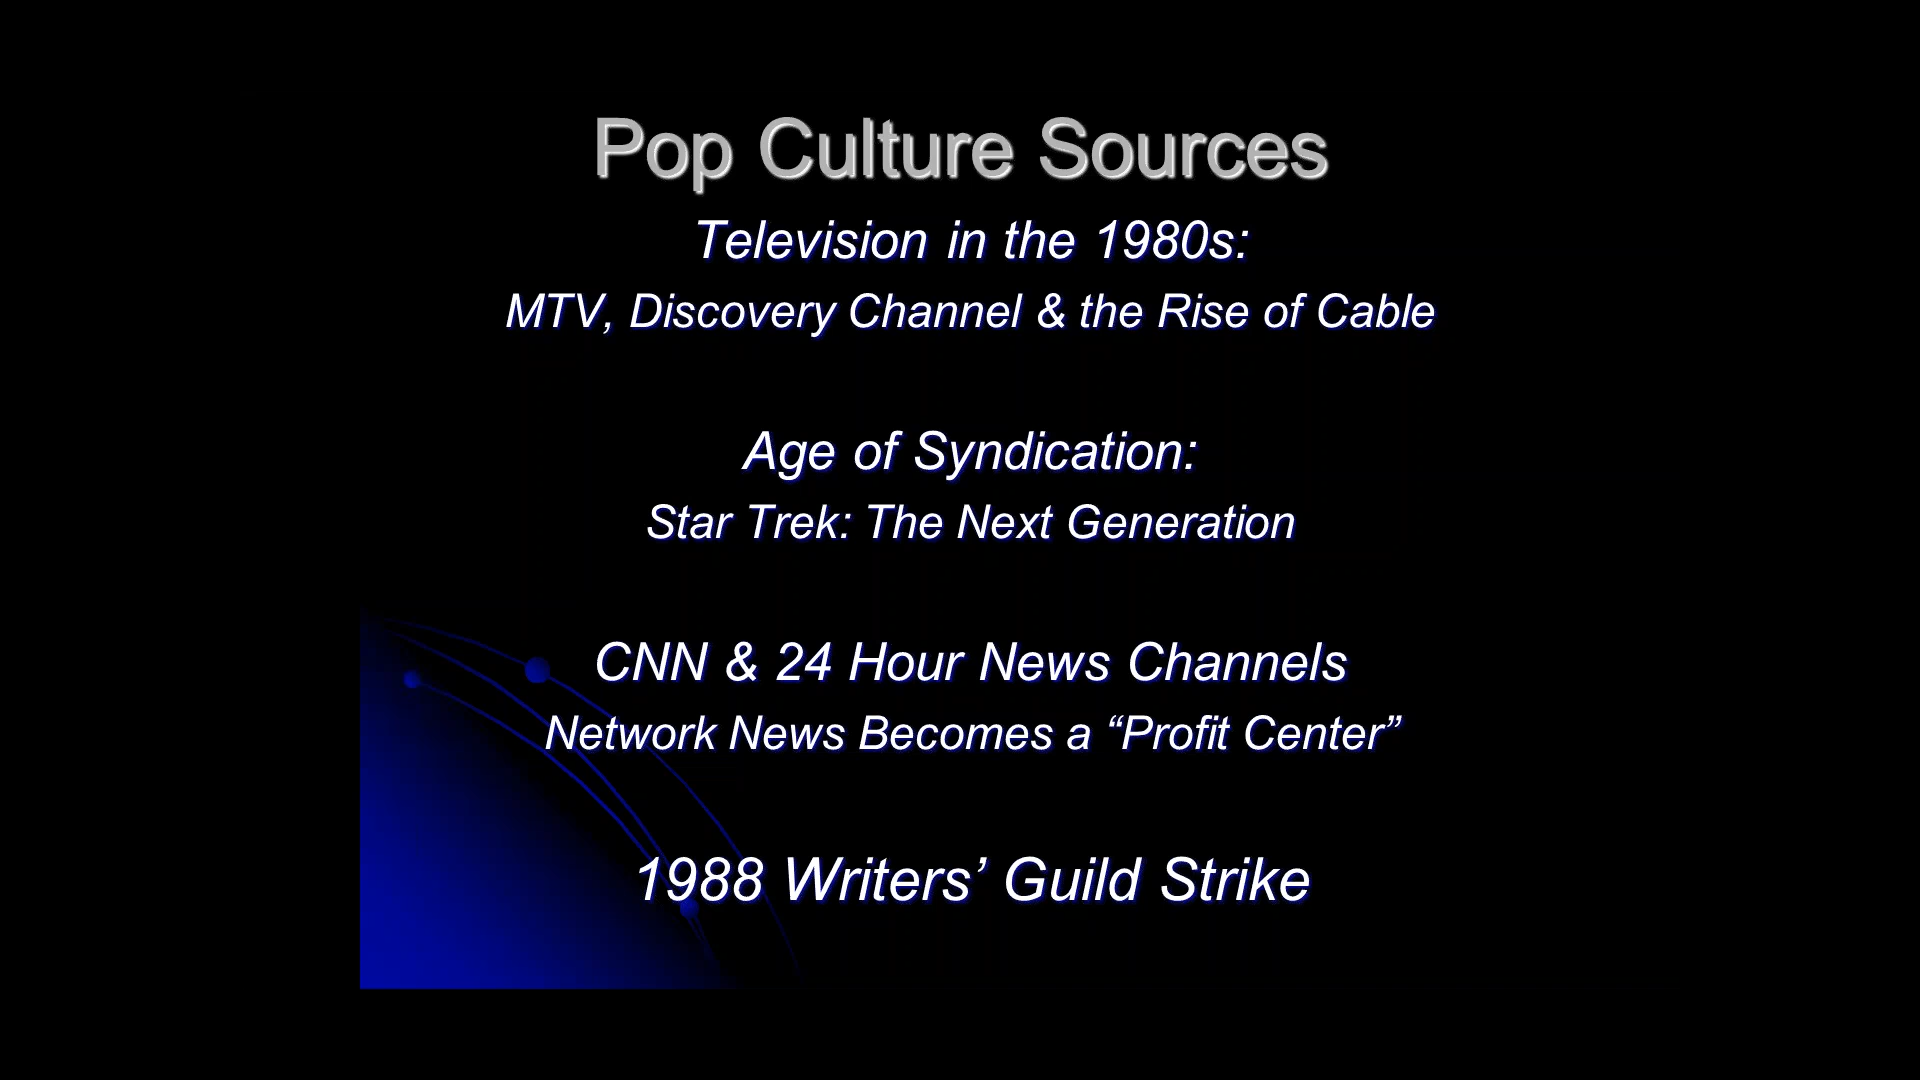 Pop Culture Sources
Television in the 1980s:
MTV, Discovery Channel & the Rise of Cable
Age of Syndication:
Star Trek: The Next Generation
CNN & 24 Hour News Channels
Network News Becomes a “Profit Center”
1988 Writers’ Guild Strike